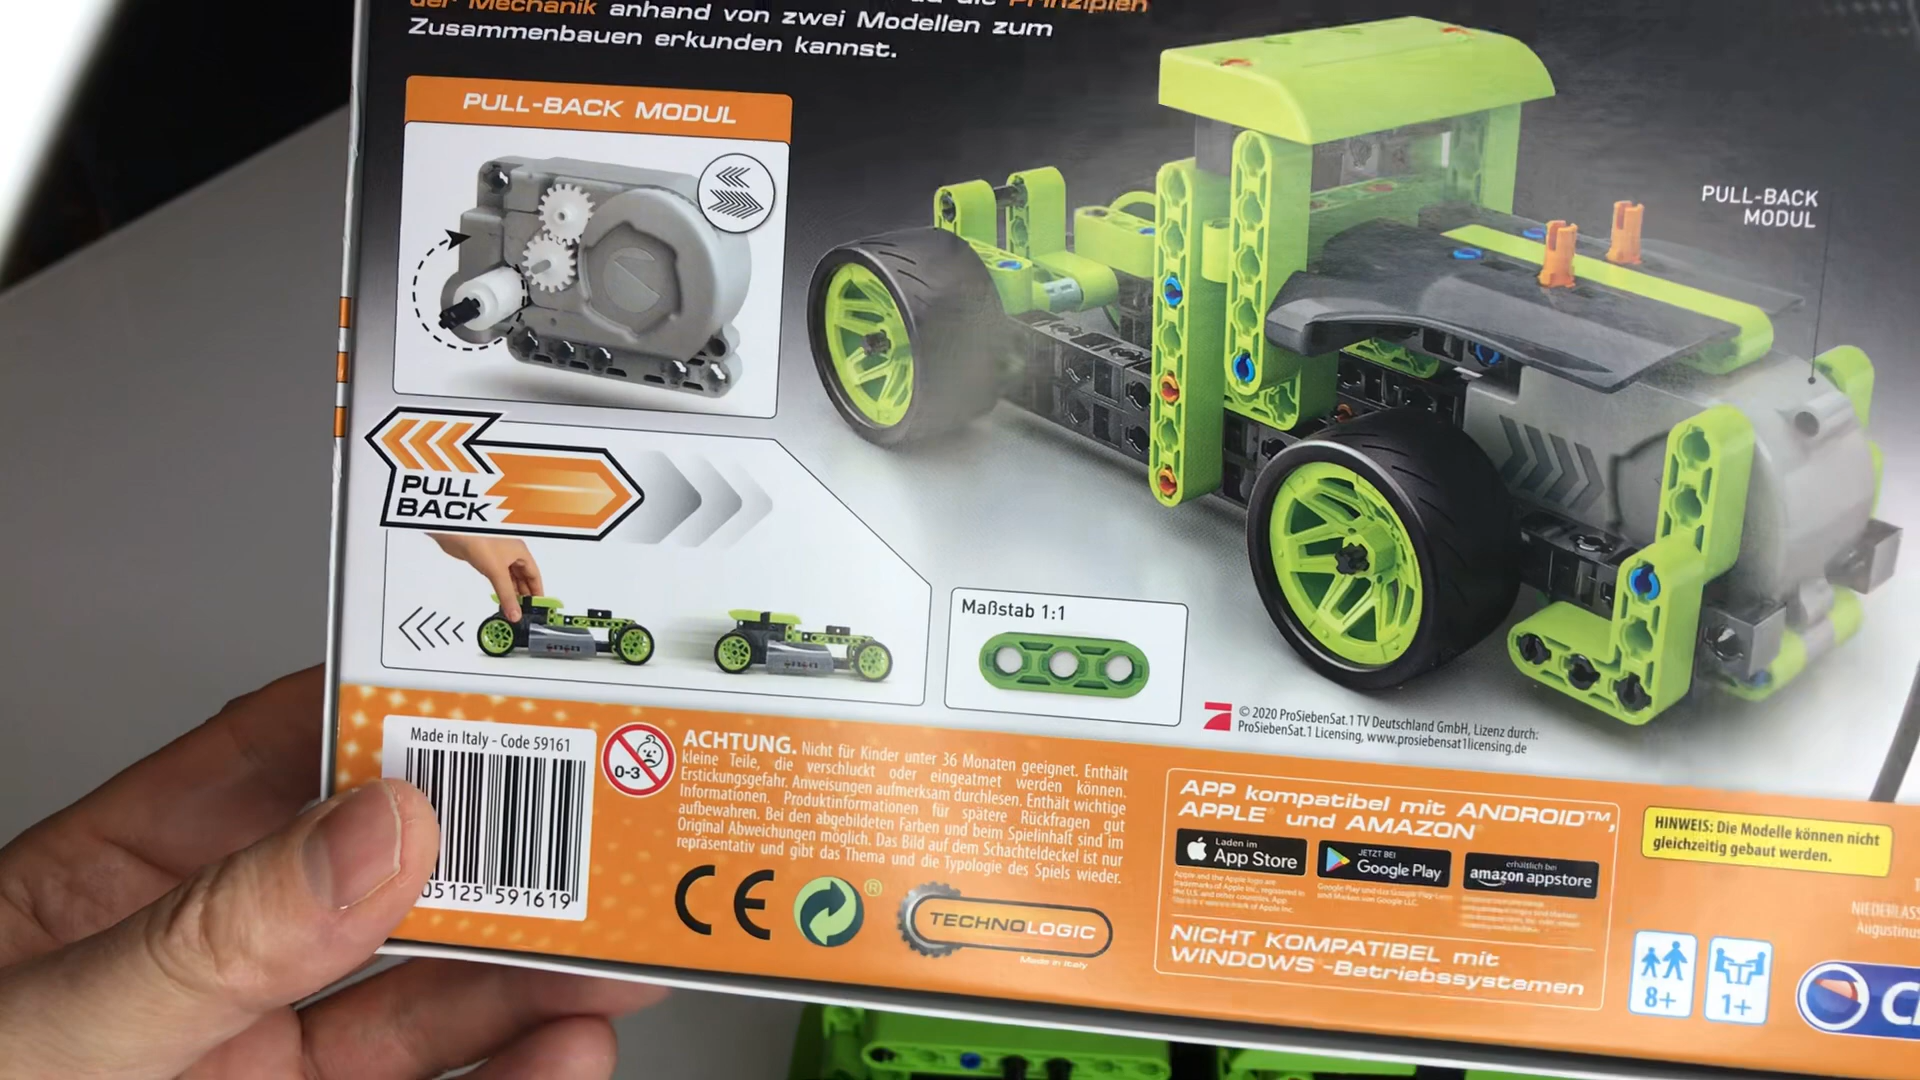 der Mechanik anhand von zwei Modellen zum
Zusammenbauen erkunden kannst.
PULL-BACK MODUL
PULL-BACK
MODUL
PULL
BACK
Maßstab 1:1
© 2020 ProSiebenSat.1 TV Deutschland GmbH, Lizenz durch:
ProSiebenSat.1 Licensing, www.prosiebensat1licensing.de
Made in Italy - Code 59161
05125 591619
0-3
ACHTUNG. Nicht für Kinder unter 36 Monaten geeignet. Enthält
kleine Teile, die verschluckt oder eingeatmet werden können.
Erstickungsgefahr. Anweisungen aufmerksam durchlesen. Enthält wichtige
Informationen. Produktinformationen für spätere Rückfragen gut
aufbewahren. Bei den abgebildeten Farben und beim Spielinhalt sind im
Original Abweichungen möglich. Das Bild auf dem Schachteldeckel ist nur
repräsentativ und gibt das Thema und die Typologie des Spiels wieder.
CE
®
TECHNOLOGIC
Made in Italy
APP kompatibel mit ANDROID™,
APPLE® und AMAZON
Laden im
App Store
JETZT BEI
Google Play
erhältlich bei
amazon appstore
NICHT KOMPATIBEL mit
WINDOWS®-Betriebssystemen
HINWEIS: Die Modelle können nicht
gleichzeitig gebaut werden.
8+
1+